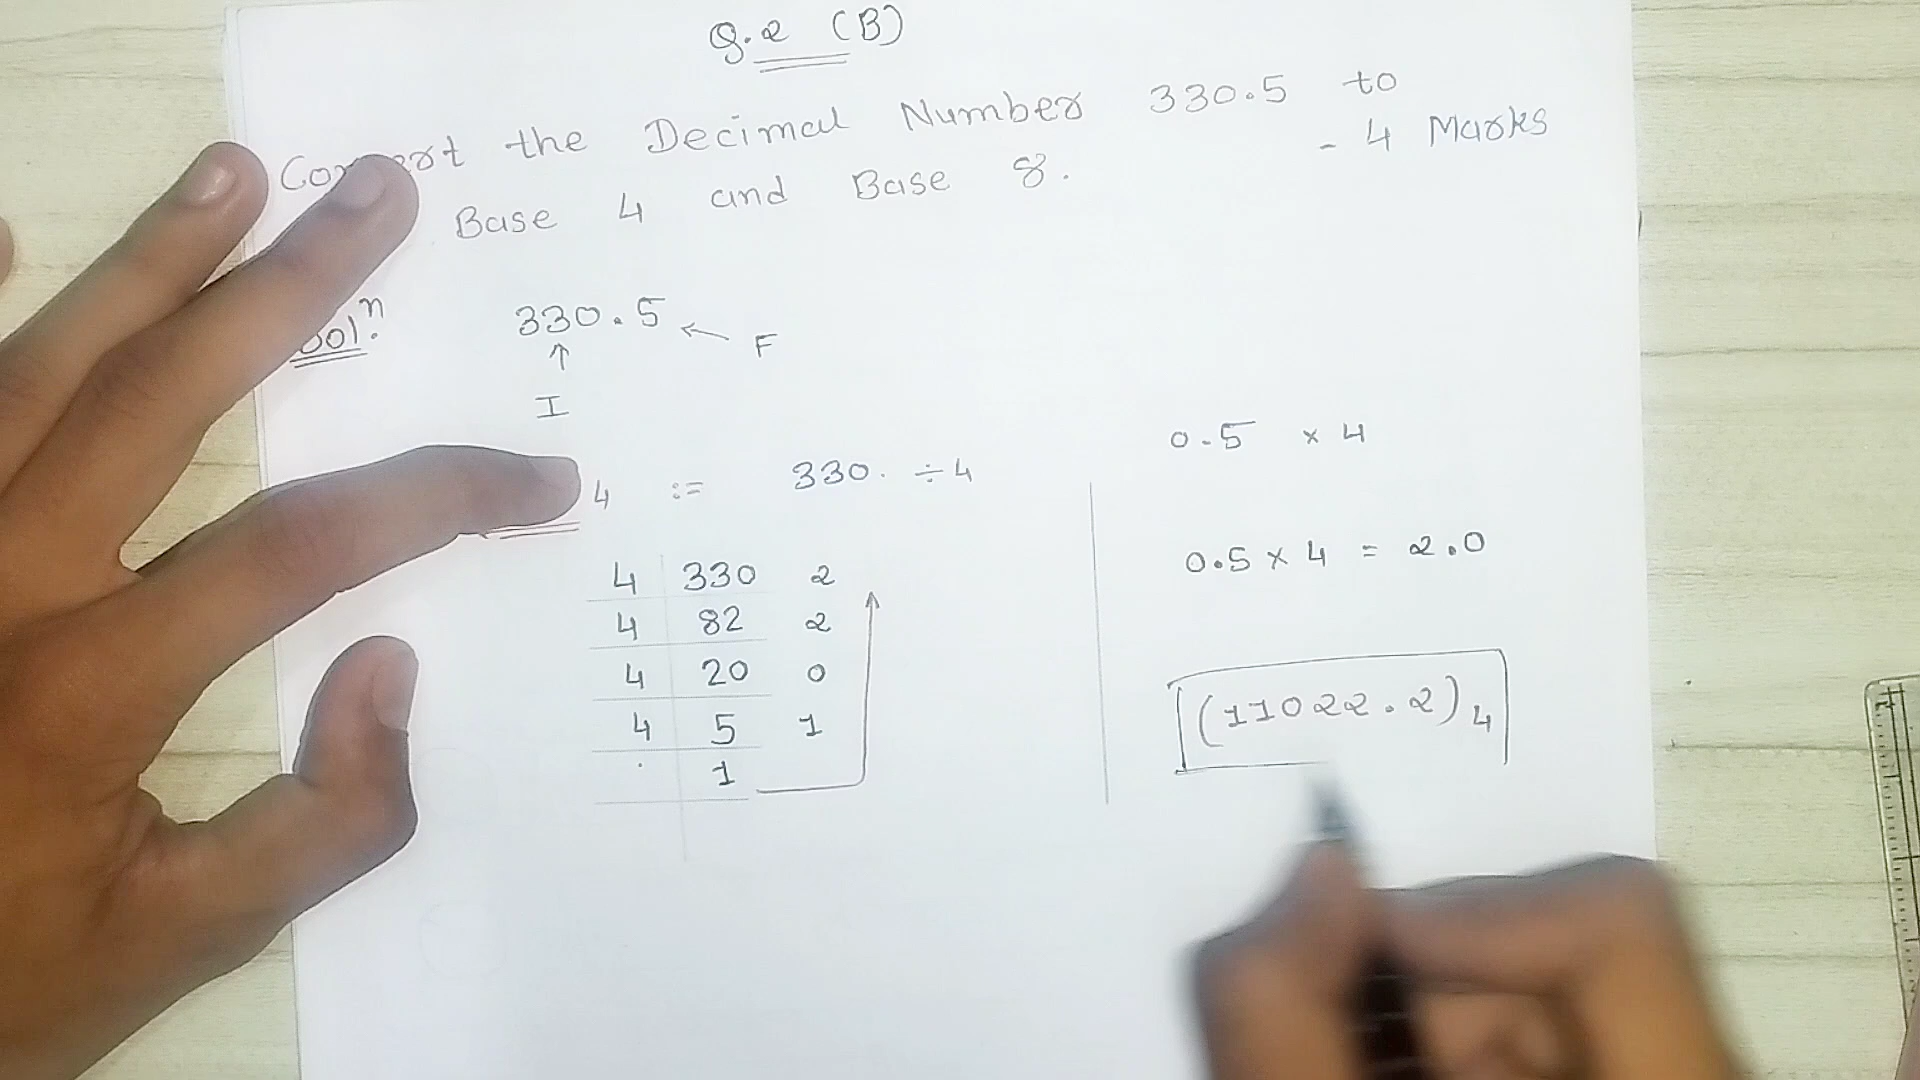 Q.2 (B)
Convert the Decimal Number 330.5 to
Base 4 and Base 8. - 4 Marks
Solⁿ.
330.5 ← F
↑
I
4 := 330. ÷4
4 330 2
4 82 2
4 20 0
4 5 1
1
0.5 × 4
0.5 × 4 = 2.0
(11022.2)₄